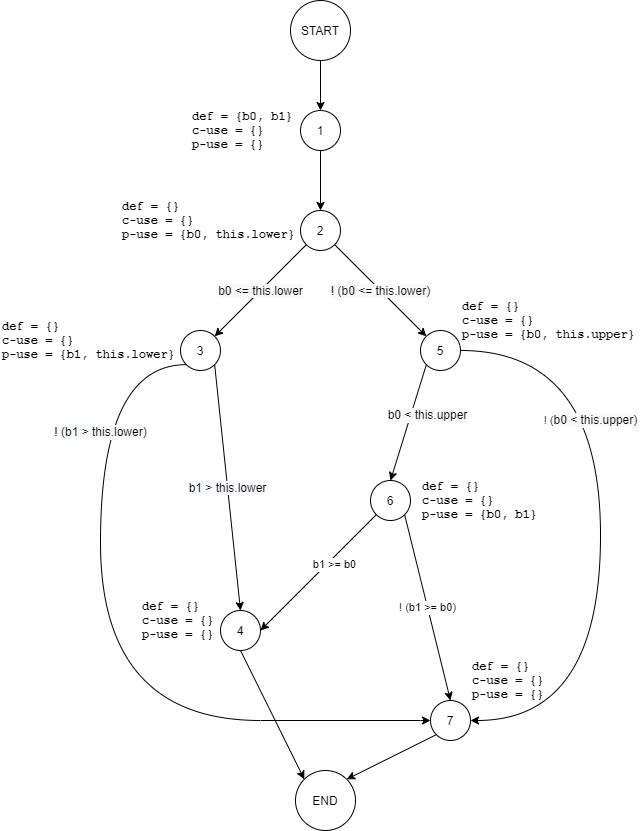 START
def = {b0, b1}
c-use = {}
p-use = {}
1
def = {}
c-use = {}
p-use = {b0, this.lower}
2
b0 <= this.lower
! (b0 <= this.lower)
def = {}
c-use = {}
p-use = {b1, this.lower}
3
def = {}
c-use = {}
p-use = {b0, this.upper}
5
! (b1 > this.lower)
b0 < this.upper
! (b0 < this.upper)
b1 > this.lower
6
def = {}
c-use = {}
p-use = {b0, b1}
b1 >= b0
! (b1 >= b0)
def = {}
c-use = {}
p-use = {}
4
def = {}
c-use = {}
p-use = {}
7
END